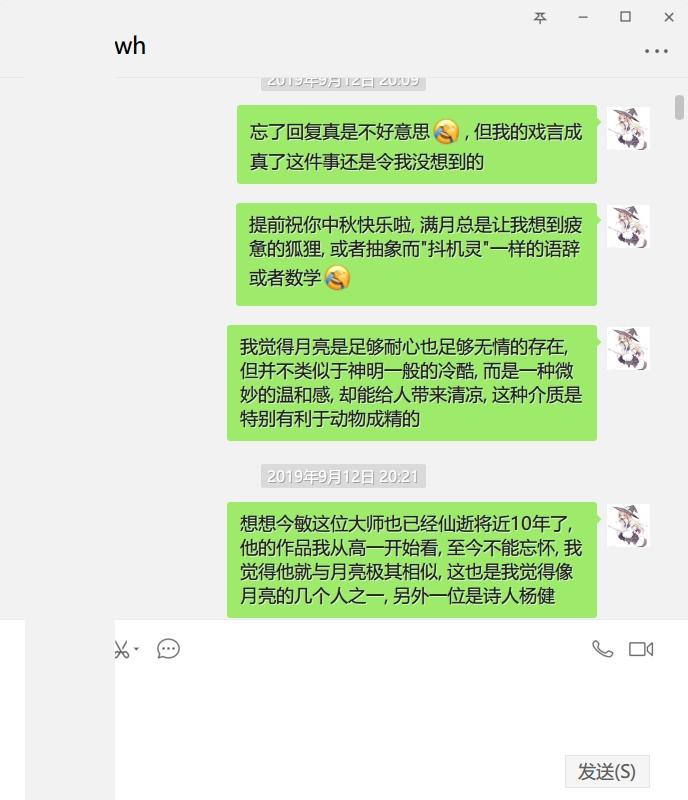 wh
2019年9月12日 20:09
忘了回复真是不好意思, 但我的戏言成
真了这件事还是令我没想到的
提前祝你中秋快乐啦, 满月总是让我想到疲
惫的狐狸, 或者抽象而"抖机灵"一样的语辞
或者数学
我觉得月亮是足够耐心也足够无情的存在,
但并不类似于神明一般的冷酷, 而是一种微
妙的温和感, 却能给人带来清凉, 这种介质是
特别有利于动物成精的
2019年9月12日 20:21
想想今敏这位大师也已经仙逝将近10年了,
他的作品我从高一开始看, 至今不能忘怀, 我
觉得他就与月亮极其相似, 这也是我觉得像
月亮的几个人之一, 另外一位是诗人杨健
发送(S)